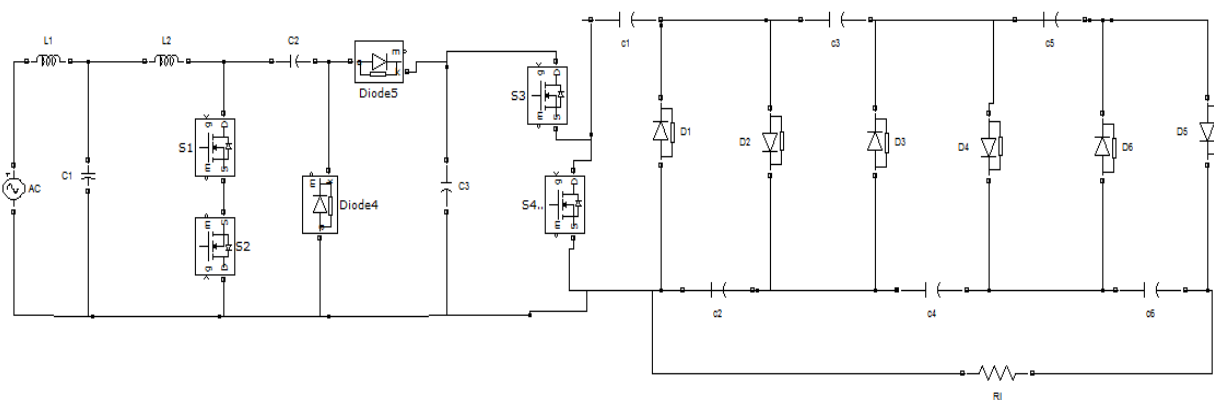 L1
L2
C2
m
k
Diode5
c1
c3
c5
g
D
S3
m
S
g
D
S1
m
S
D1
D2
D3
D4
D6
D5
AC
C1
m
k
Diode4
C3
g
D
S4..
m
S
m
S
S2
g
D
c2
c4
c6
Rl